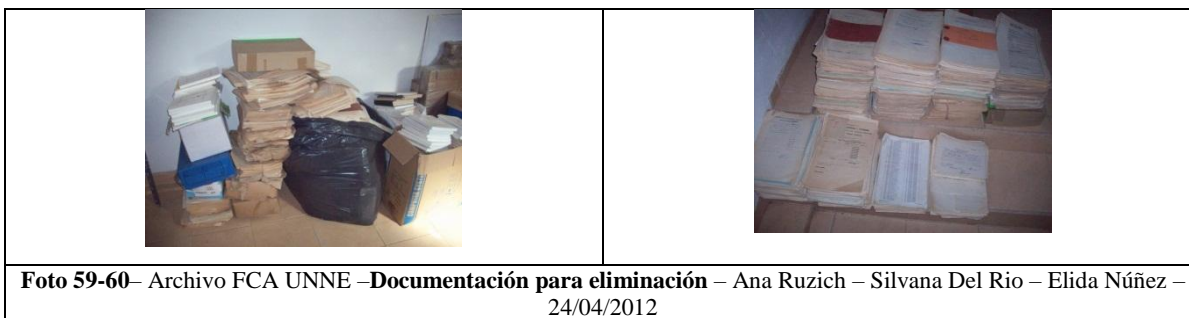 Foto 59-60– Archivo FCA UNNE –Documentación para eliminación – Ana Ruzich – Silvana Del Rio – Elida Núñez –
24/04/2012